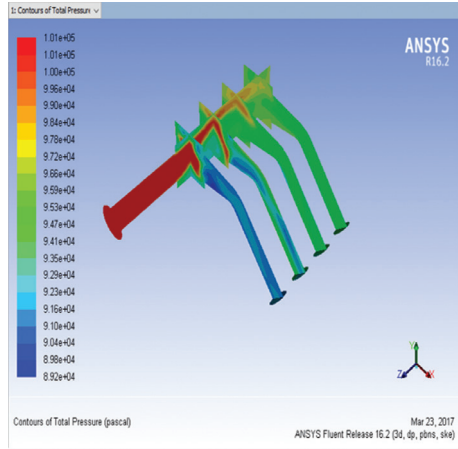 1: Contours of Total Pressure
1.01e+05
1.01e+05
1.00e+05
9.96e+04
9.90e+04
9.84e+04
9.78e+04
9.72e+04
9.66e+04
9.59e+04
9.53e+04
9.47e+04
9.41e+04
9.35e+04
9.29e+04
9.23e+04
9.16e+04
9.10e+04
9.04e+04
8.98e+04
8.92e+04
ANSYS
R16.2
Y
Z
X
Contours of Total Pressure (pascal)
Mar 23, 2017
ANSYS Fluent Release 16.2 (3d, dp, pbns, ske)